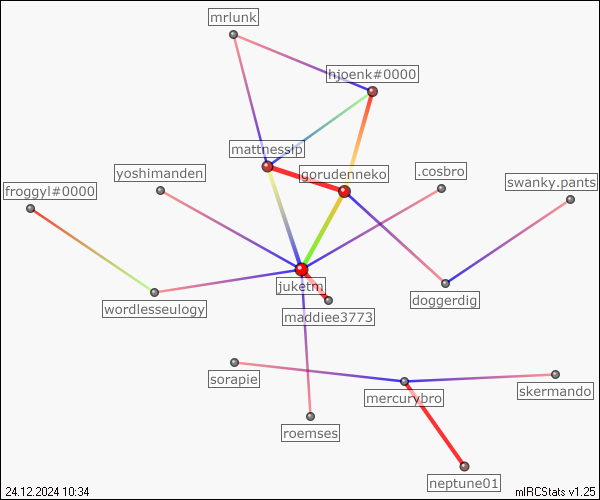 mrlunk
hjoenk#0000
mattnesslp
gorudenneko
yoshimanden
.cosbro
froggyl#0000
swanky.pants
juketm
doggerdig
wordlesseulogy
maddiee3773
sorapie
mercurybro
skermando
roemses
neptune01
24.12.2024 10:34
mIRCStats v1.25